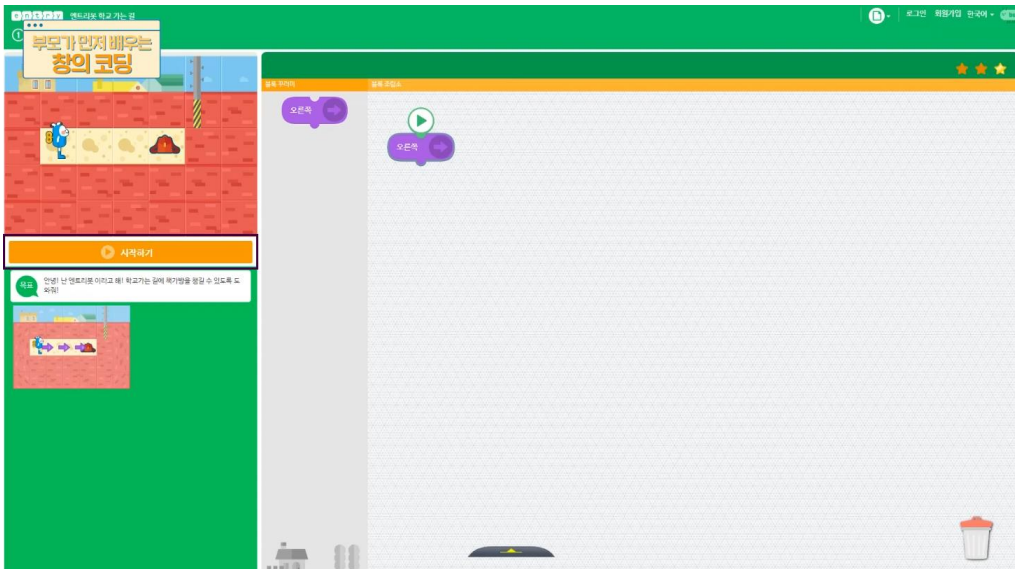 entry 엔트리봇 학교 가는 길
로그인 회원가입 한국어
부모가 먼저 배우는
창의 코딩
블록 꾸러미 블록 조립소
오른쪽
오른쪽
시작하기
목표
안녕! 난 엔트리봇 이라고 해! 학교가는 길에 책가방을 챙길 수 있도록 도
와줘!